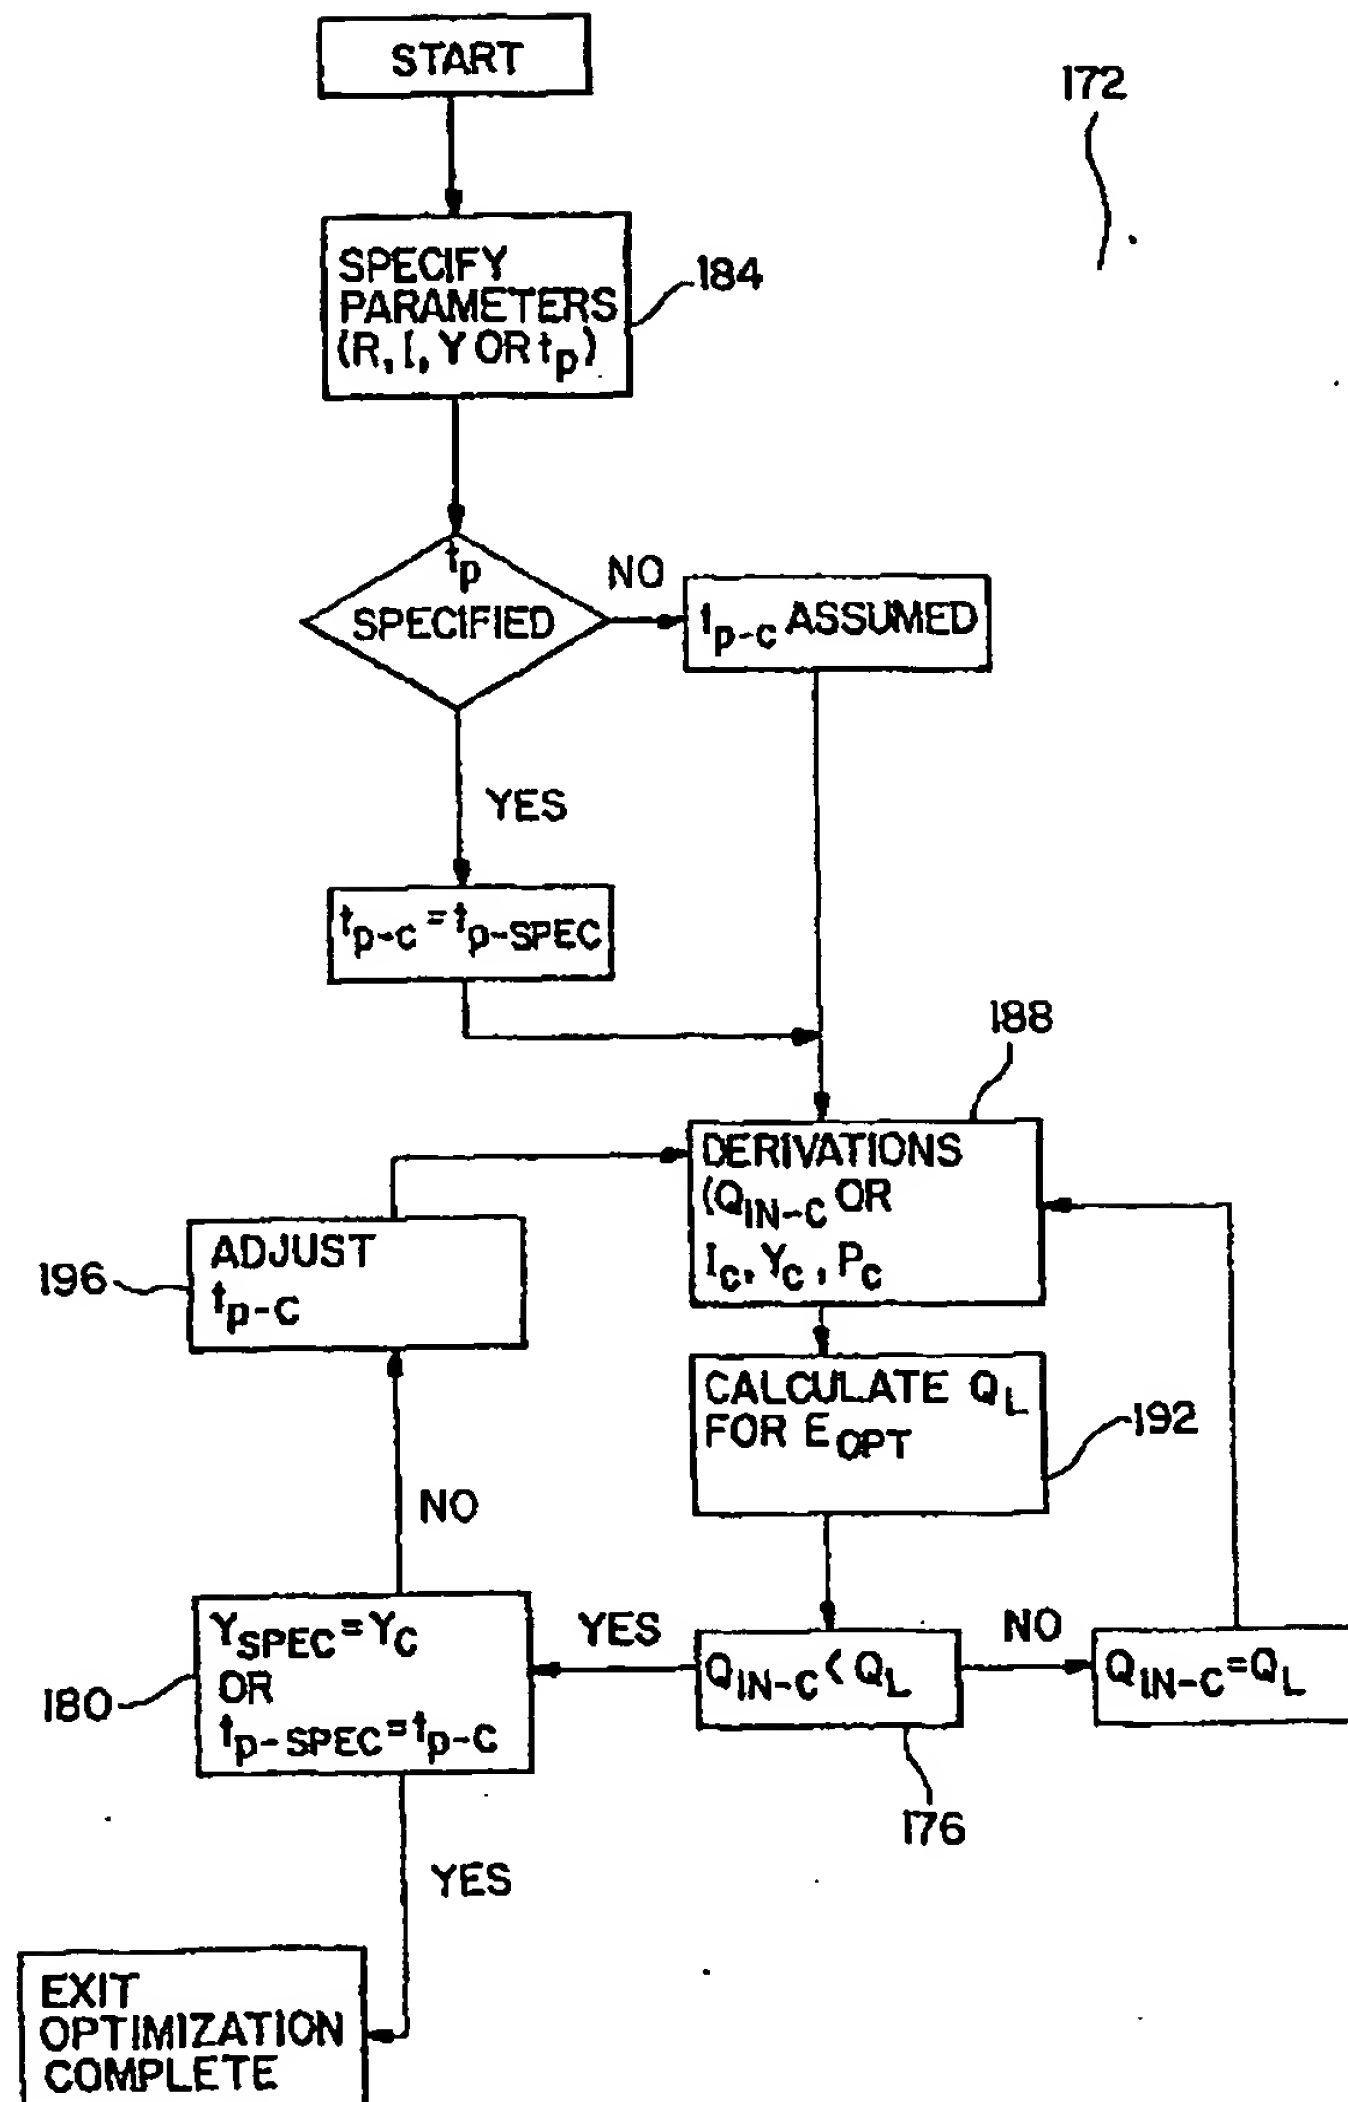 START
172
SPECIFY
PARAMETERS
(R, I, Y OR tp)
184
tp
SPECIFIED
NO
tp-c ASSUMED
YES
tp-c = tp-SPEC
188
DERIVATIONS
(QIN-C OR
Ic, Yc, Pc
ADJUST
tp-c
196
CALCULATE QL
FOR EOPT
192
NO
YSPEC = YC
OR
tp-SPEC = tp-c
180
YES
QIN-C < QL
NO
QIN-C = QL
176
YES
EXIT
OPTIMIZATION
COMPLETE